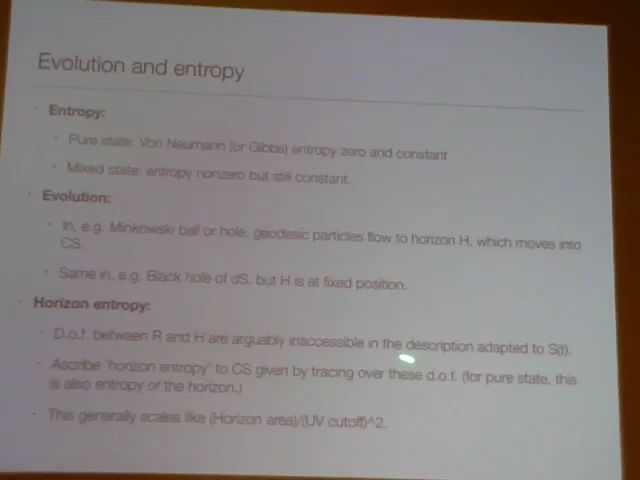 Evolution and entropy
Entropy:
Pure state: Von Neumann (or Gibbs) entropy zero and constant
Mixed state: entropy nonzero but still constant.
Evolution:
In, e.g. Minkowski ball or hole, geodesic particles flow to horizon H, which moves into
CS.
Same in, e.g. Black hole of dS, but H is at fixed position.
Horizon entropy:
D.o.f. between R and H are arguably inaccessible in the description adapted to S(t).
Ascribe 'horizon entropy' to CS given by tracing over these d.o.f. (for pure state, this
is also entropy of the horizon.)
This generally scales like (Horizon area)/(UV cutoff)^2.